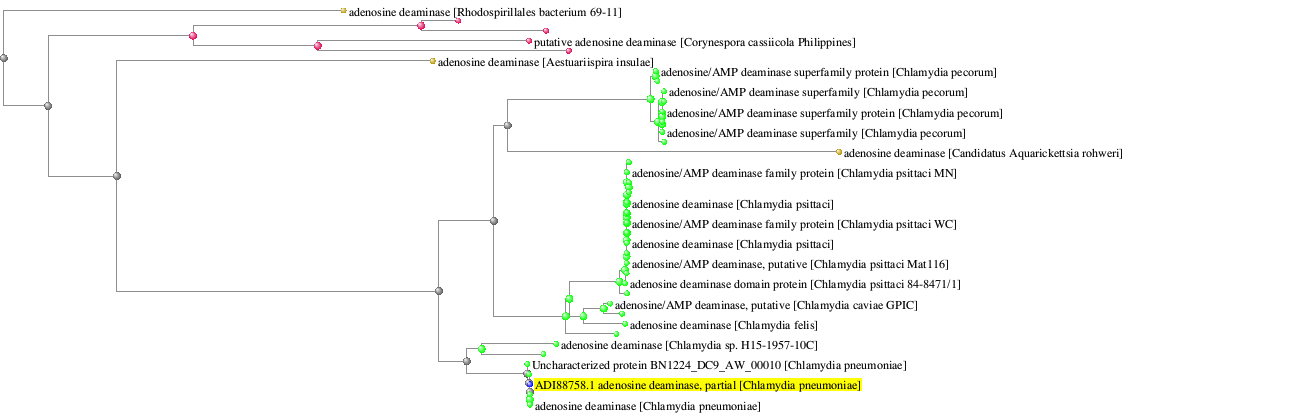 adenosine deaminase [Rhodospirillales bacterium 69-11]
putative adenosine deaminase [Corynespora cassiicola Philippines]
adenosine deaminase [Aestuariispira insulae]
adenosine/AMP deaminase superfamily protein [Chlamydia pecorum]
adenosine/AMP deaminase superfamily [Chlamydia pecorum]
adenosine/AMP deaminase superfamily protein [Chlamydia pecorum]
adenosine/AMP deaminase superfamily [Chlamydia pecorum]
adenosine deaminase [Candidatus Aquarickettsia rohweri]
adenosine/AMP deaminase family protein [Chlamydia psittaci MN]
adenosine deaminase [Chlamydia psittaci]
adenosine/AMP deaminase family protein [Chlamydia psittaci WC]
adenosine deaminase [Chlamydia psittaci]
adenosine/AMP deaminase, putative [Chlamydia psittaci Mat116]
adenosine deaminase domain protein [Chlamydia psittaci 84-8471/1]
adenosine/AMP deaminase, putative [Chlamydia caviae GPIC]
adenosine deaminase [Chlamydia felis]
adenosine deaminase [Chlamydia sp. H15-1957-10C]
Uncharacterized protein BN1224_DC9_AW_00010 [Chlamydia pneumoniae]
ADI88758.1 adenosine deaminase, partial [Chlamydia pneumoniae]
adenosine deaminase [Chlamydia pneumoniae]